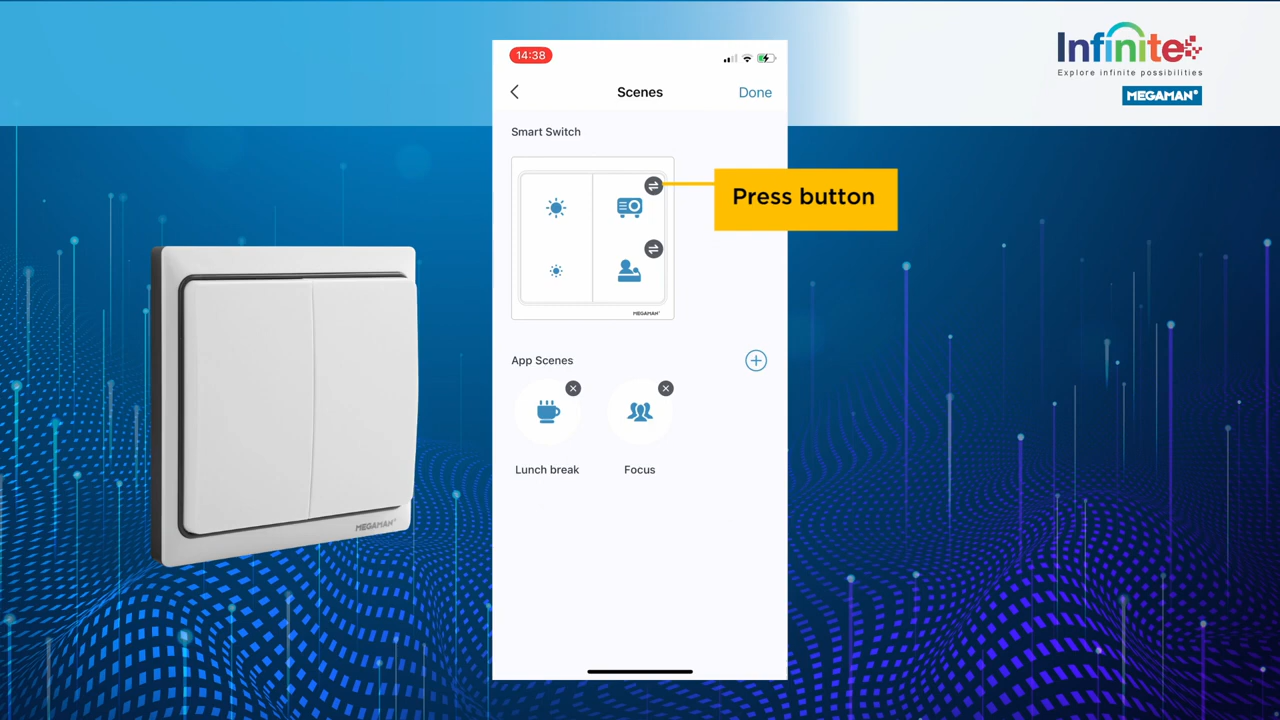 Infinite
Explore infinite possibilities
MEGAMAN®
14:38
Scenes
Done
Smart Switch
Press button
MEGAMAN®
App Scenes
Lunch break
Focus
MEGAMAN®